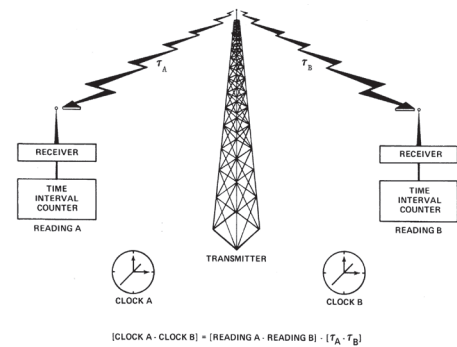 τA
τB
RECEIVER
TIME
INTERVAL
COUNTER
READING A
TRANSMITTER
RECEIVER
TIME
INTERVAL
COUNTER
READING B
CLOCK A
CLOCK B
[CLOCK A - CLOCK B] = [READING A - READING B] - [τA - τB]